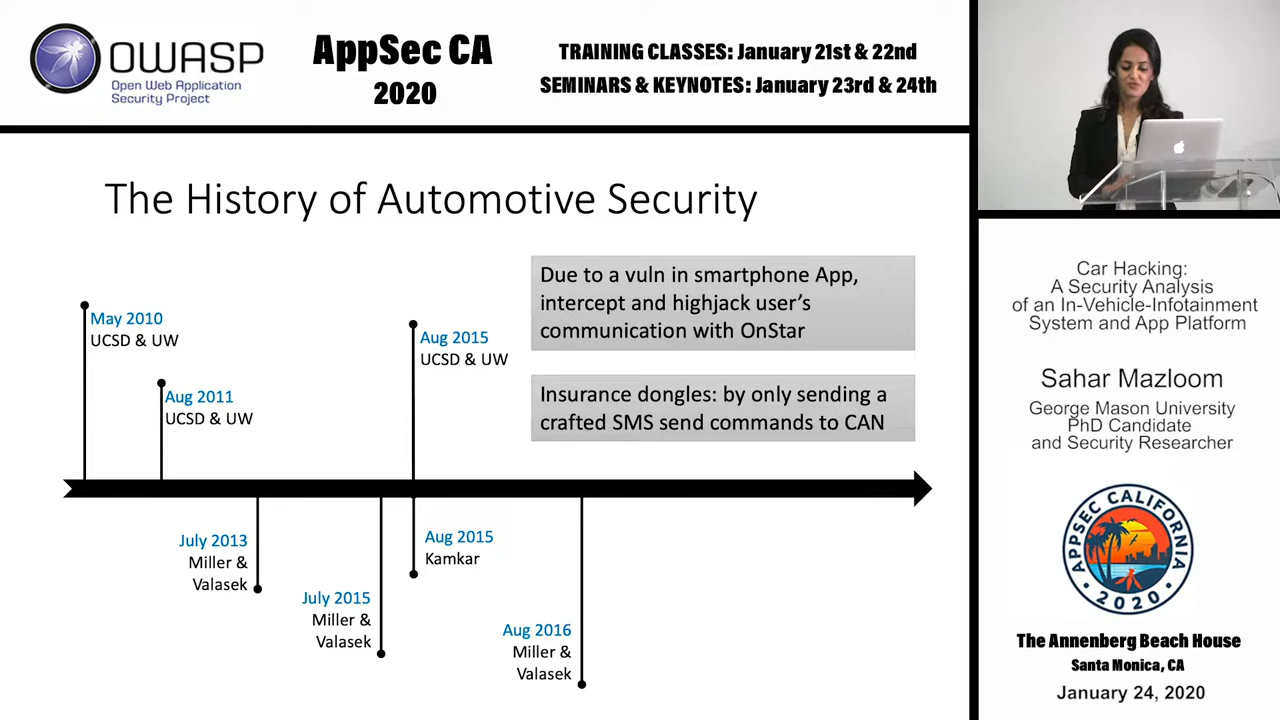 OWASP
Open Web Application
Security Project
AppSec CA
2020
TRAINING CLASSES: January 21st & 22nd
SEMINARS & KEYNOTES: January 23rd & 24th
The History of Automotive Security
May 2010
UCSD & UW
Aug 2011
UCSD & UW
Aug 2015
UCSD & UW
Due to a vuln in smartphone App,
intercept and highjack user's
communication with OnStar
Insurance dongles: by only sending a
crafted SMS send commands to CAN
July 2013
Miller &
Valasek
July 2015
Miller &
Valasek
Aug 2015
Kamkar
Aug 2016
Miller &
Valasek
Car Hacking:
A Security Analysis
of an In-Vehicle-Infotainment
System and App Platform
Sahar Mazloom
George Mason University
PhD Candidate
and Security Researcher
APPSEC CALIFORNIA
2020
The Annenberg Beach House
Santa Monica, CA
January 24, 2020